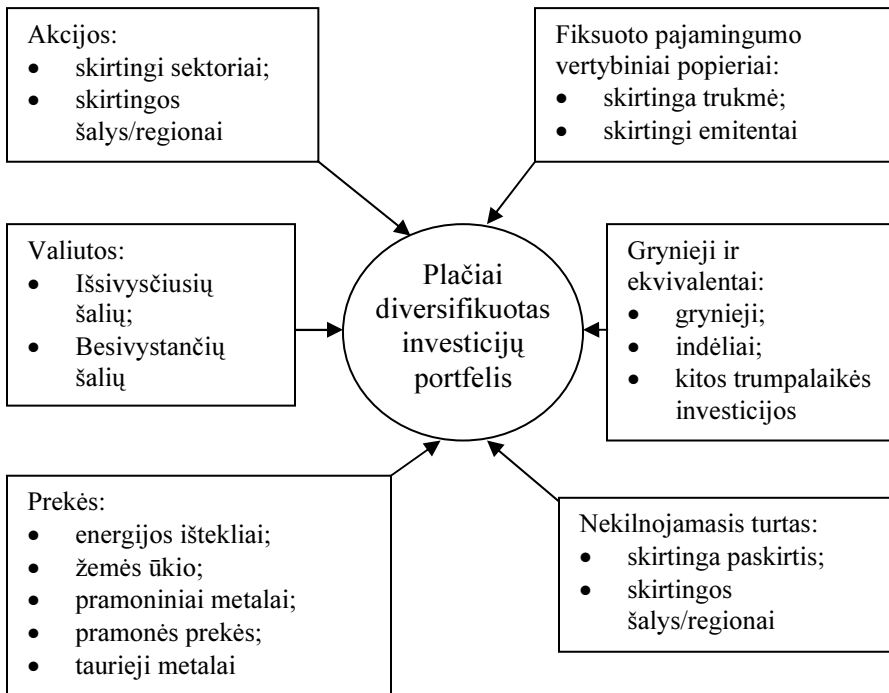 Akcijos:
• skirtingi sektoriai;
• skirtingos
šalys/regionai
Fiksuoto pajamingumo
vertybiniai popieriai:
• skirtinga trukmė;
• skirtingi emitentai
Valiutos:
• Išsivysčiusių
šalių;
• Besivystančių
šalių
Plačiai
diversifikuotas
investicijų
portfelis
Grynieji ir
ekvivalentai:
• grynieji;
• indėliai;
• kitos trumpalaikės
investicijos
Prekės:
• energijos ištekliai;
• žemės ūkio;
• pramoniniai metalai;
• pramonės prekės;
• taurieji metalai
Nekilnojamasis turtas:
• skirtinga paskirtis;
• skirtingos
šalys/regionai